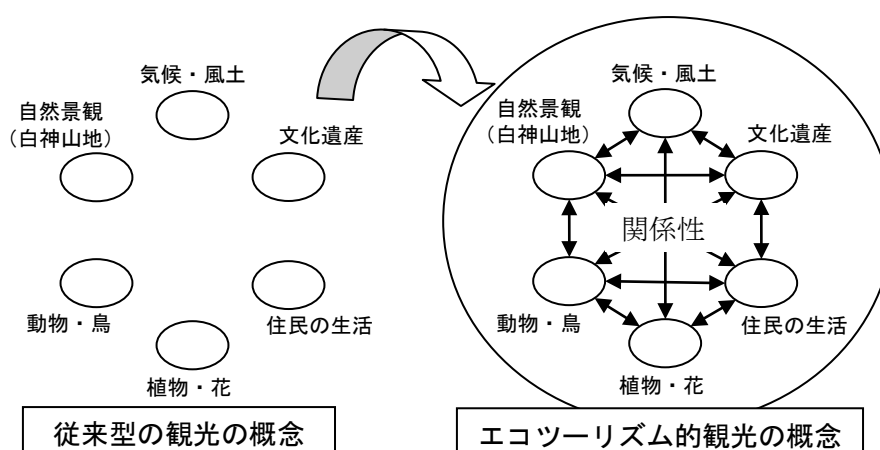 気候・風土
自然景観
(白神山地)
文化遺産
動物・鳥
住民の生活
植物・花
従来型の観光の概念
気候・風土
自然景観
(白神山地)
文化遺産
関係性
動物・鳥
住民の生活
植物・花
エコツーリズム的観光の概念